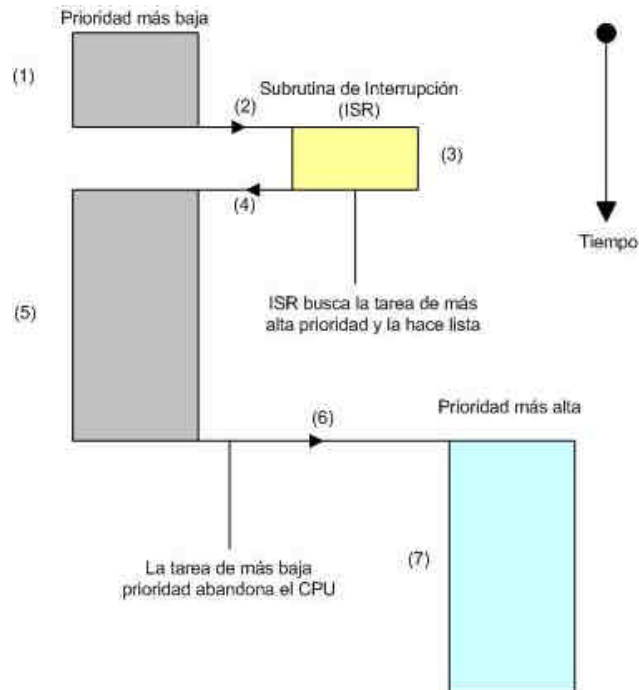 Prioridad más baja
(1)
(2)
Subrutina de Interrupción
(ISR)
(3)
(4)
Tiempo
ISR busca la tarea de más
alta prioridad y la hace lista
(5)
Prioridad más alta
(6)
(7)
La tarea de más baja
prioridad abandona el CPU